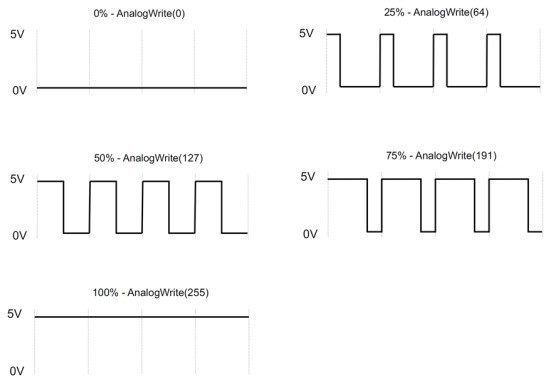 0% - AnalogWrite(0)
5V
0V
25% - AnalogWrite(64)
5V
0V
50% - AnalogWrite(127)
5V
0V
75% - AnalogWrite(191)
5V
0V
100% - AnalogWrite(255)
5V
0V